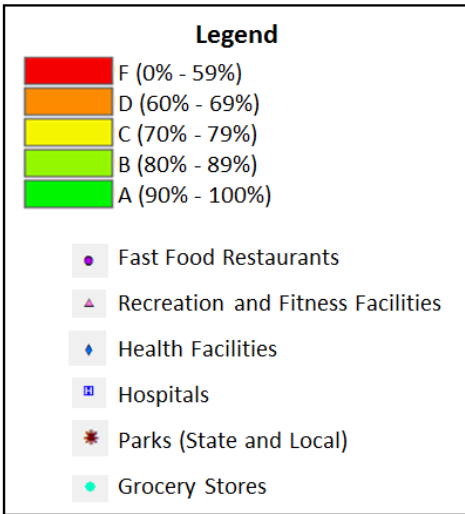 Legend
F (0% - 59%)
D (60% - 69%)
C (70% - 79%)
B (80% - 89%)
A (90% - 100%)
Fast Food Restaurants
Recreation and Fitness Facilities
Health Facilities
H Hospitals
Parks (State and Local)
Grocery Stores